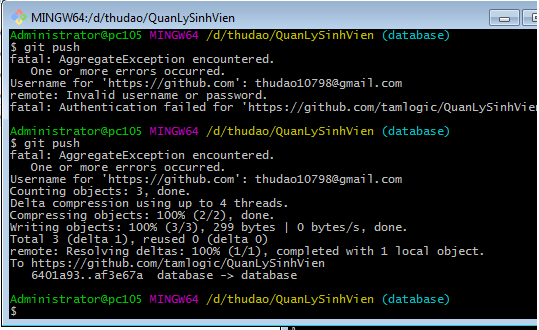 MINGW64:/d/thudao/QuanLySinhVien
Administrator@pc105 MINGW64 /d/thudao/QuanLySinhVien (database)
$ git push
fatal: AggregateException encountered.
   One or more errors occurred.
Username for 'https://github.com': thudao10798@gmail.com
remote: Invalid username or password.
fatal: Authentication failed for 'https://github.com/tamlogic/QuanLySinhVien
Administrator@pc105 MINGW64 /d/thudao/QuanLySinhVien (database)
$ git push
fatal: AggregateException encountered.
   One or more errors occurred.
Username for 'https://github.com': thudao10798@gmail.com
Counting objects: 3, done.
Delta compression using up to 4 threads.
Compressing objects: 100% (2/2), done.
Writing objects: 100% (3/3), 299 bytes | 0 bytes/s, done.
Total 3 (delta 1), reused 0 (delta 0)
remote: Resolving deltas: 100% (1/1), completed with 1 local object.
To https://github.com/tamlogic/QuanLySinhVien
   6401a93..af3e67a  database -> database
Administrator@pc105 MINGW64 /d/thudao/QuanLySinhVien (database)
$